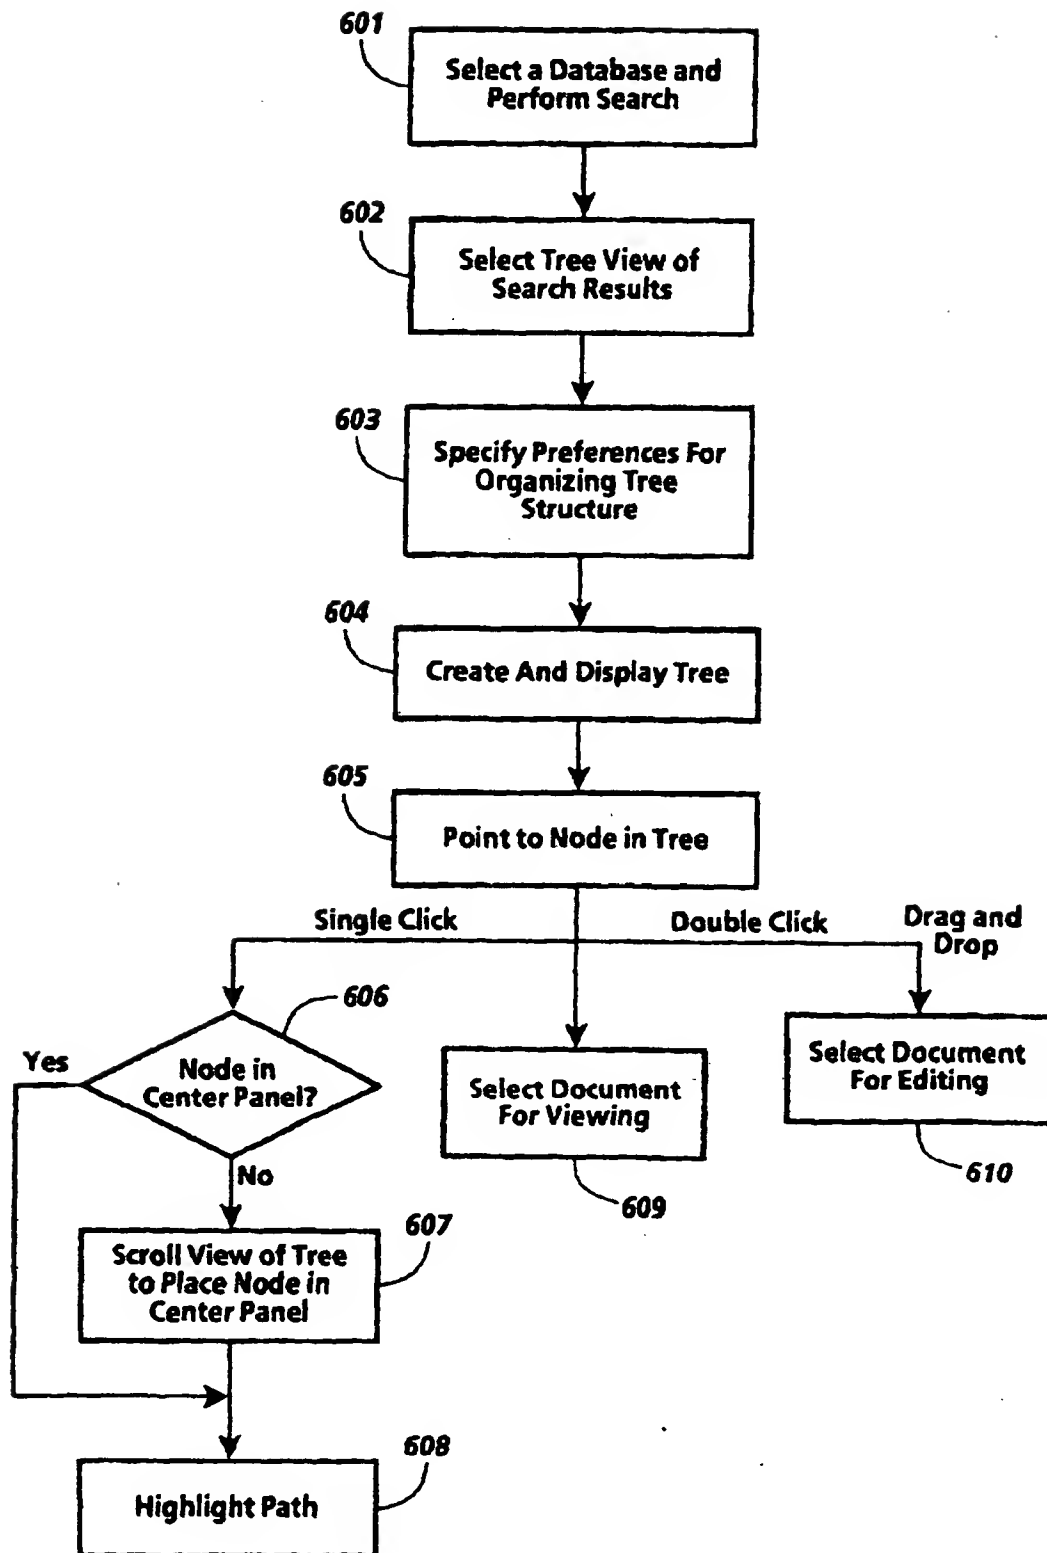 601
Select a Database and
Perform Search
602
Select Tree View of
Search Results
603
Specify Preferences For
Organizing Tree
Structure
604
Create And Display Tree
605
Point to Node in Tree
Single Click
Double Click
Drag and
Drop
606
Yes
Node in
Center Panel?
No
Select Document
For Viewing
609
Select Document
For Editing
610
607
Scroll View of Tree
to Place Node in
Center Panel
608
Highlight Path